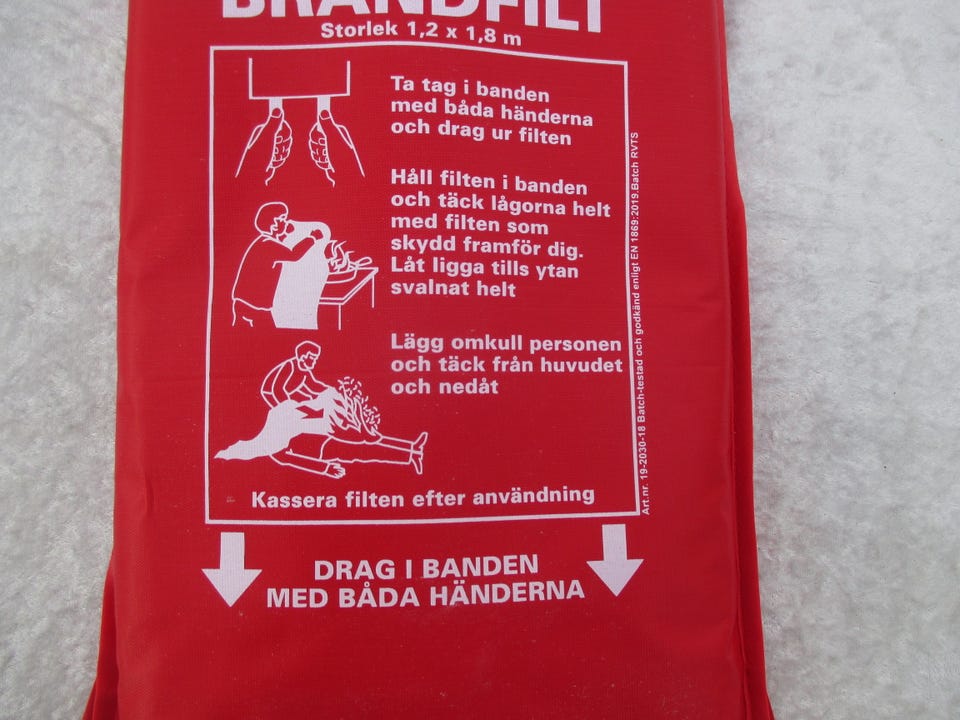 BRANDFILT
Storlek 1,2 x 1,8 m
Ta tag i banden
med båda händerna
och drag ur filten
Håll filten i banden
och täck lågorna helt
med filten som
skydd framför dig.
Låt ligga tills ytan
svalnat helt
Lägg omkull personen
och täck från huvudet
och nedåt
Kassera filten efter användning
Art.nr. 19-2030-18 Batch-testad och godkänd enligt EN 1869:2019.Batch RVTS
DRAG I BANDEN
MED BÅDA HÄNDERNA